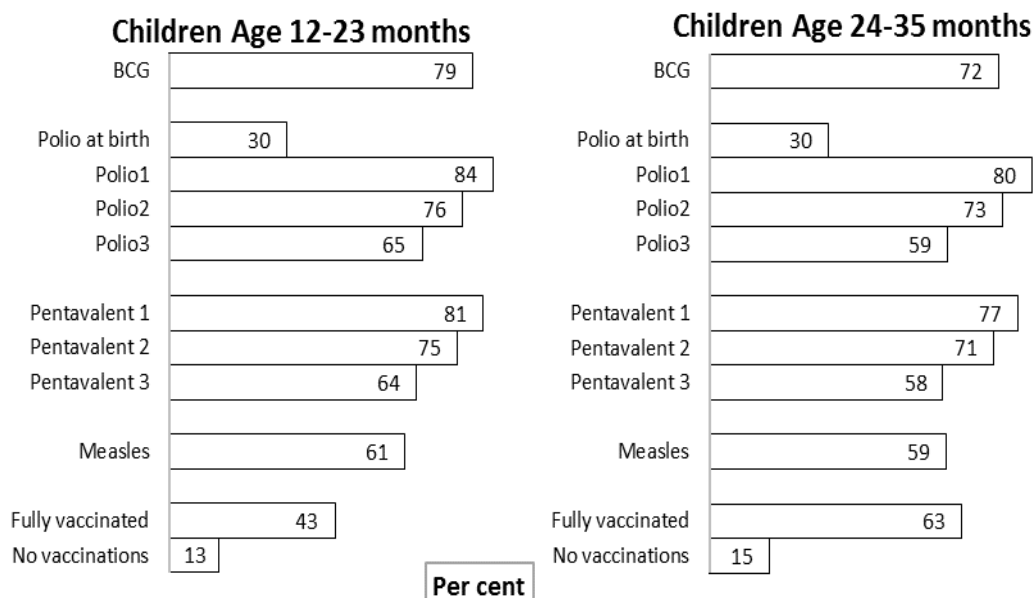 Children Age 12-23 months
BCG 79
Polio at birth 30
Polio1 84
Polio2 76
Polio3 65
Pentavalent 1 81
Pentavalent 2 75
Pentavalent 3 64
Measles 61
Fully vaccinated 43
No vaccinations 13
Children Age 24-35 months
BCG 72
Polio at birth 30
Polio1 80
Polio2 73
Polio3 59
Pentavalent 1 77
Pentavalent 2 71
Pentavalent 3 58
Measles 59
Fully vaccinated 63
No vaccinations 15
Per cent